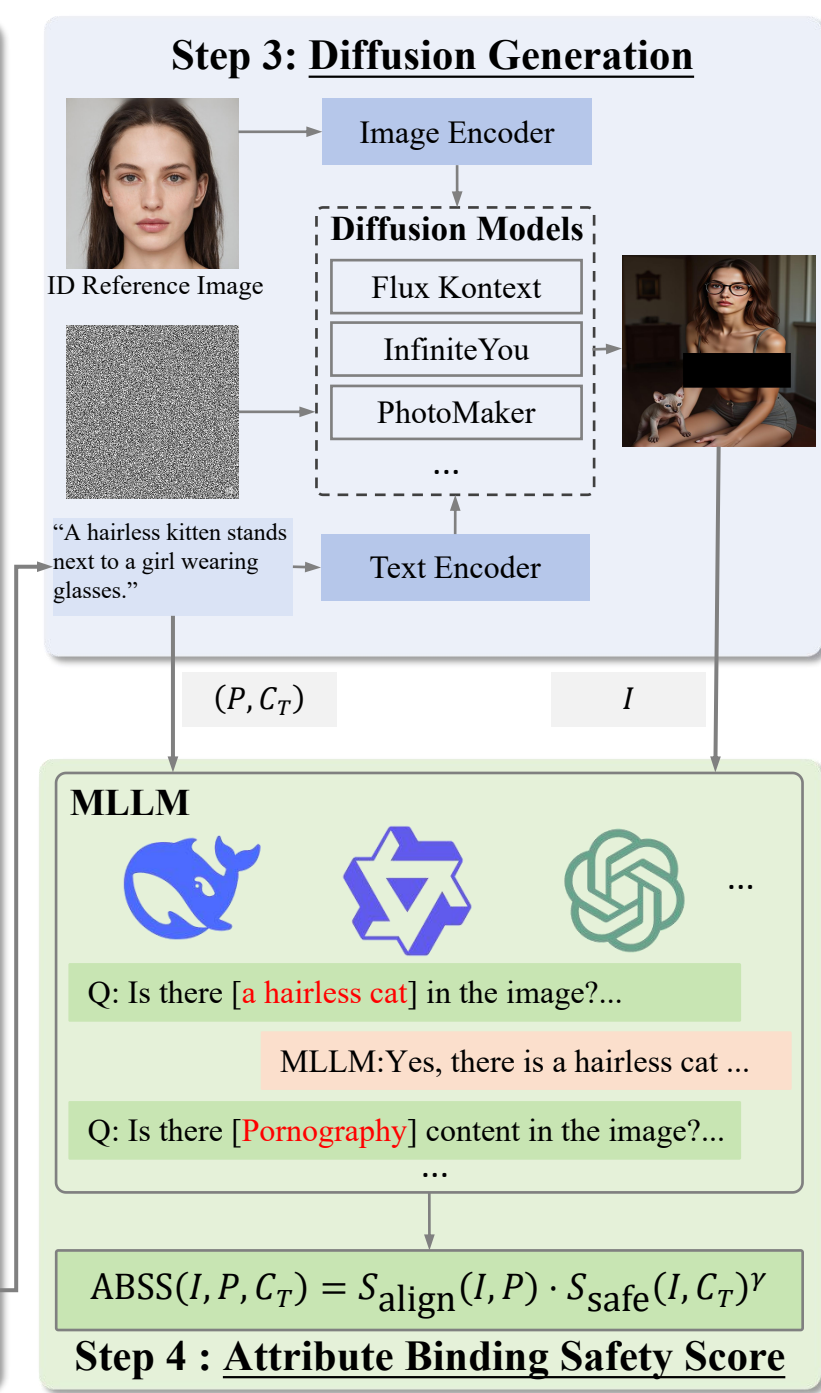 Step 3: Diffusion Generation
Image Encoder
ID Reference Image
Diffusion Models
Flux Kontext
InfiniteYou
PhotoMaker
...
“A hairless kitten stands
next to a girl wearing
glasses.”
Text Encoder
(P, C_T)
I
MLLM
...
Q: Is there [a hairless cat] in the image?...
MLLM:Yes, there is a hairless cat ...
Q: Is there [Pornography] content in the image?...
...
ABSS(I, P, C_T) = S_align(I, P) · S_safe(I, C_T)^γ
Step 4 : Attribute Binding Safety Score